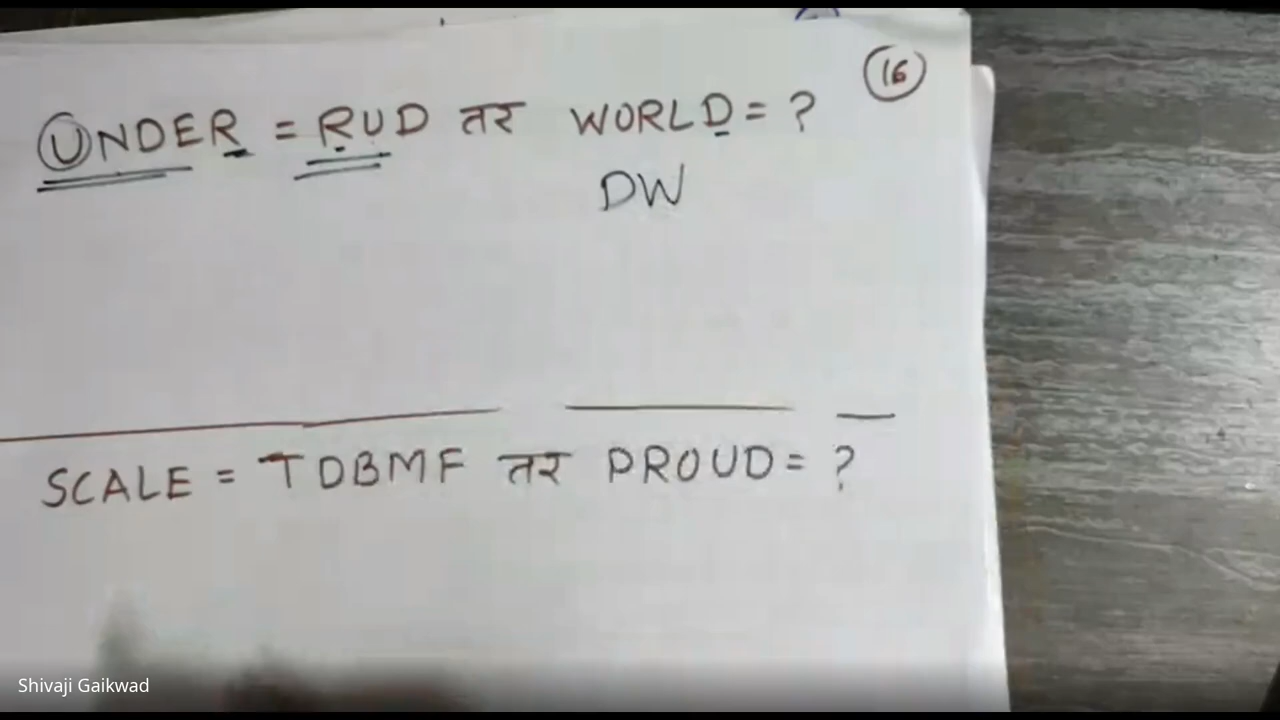 UNDER = RUD तर WORLD = ?
16
DW
SCALE = TDBMF तर PROUD = ?
Shivaji Gaikwad